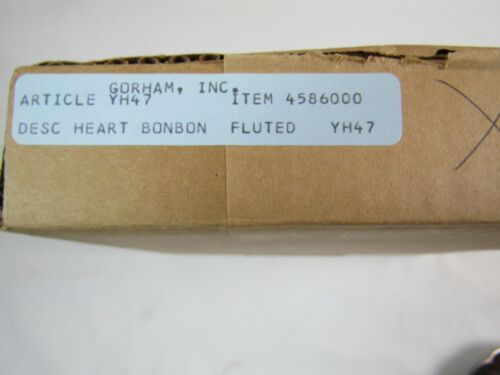 GORHAM, INC.
ARTICLE YH47 ITEM 4586000
DESC HEART BONBON FLUTED YH47